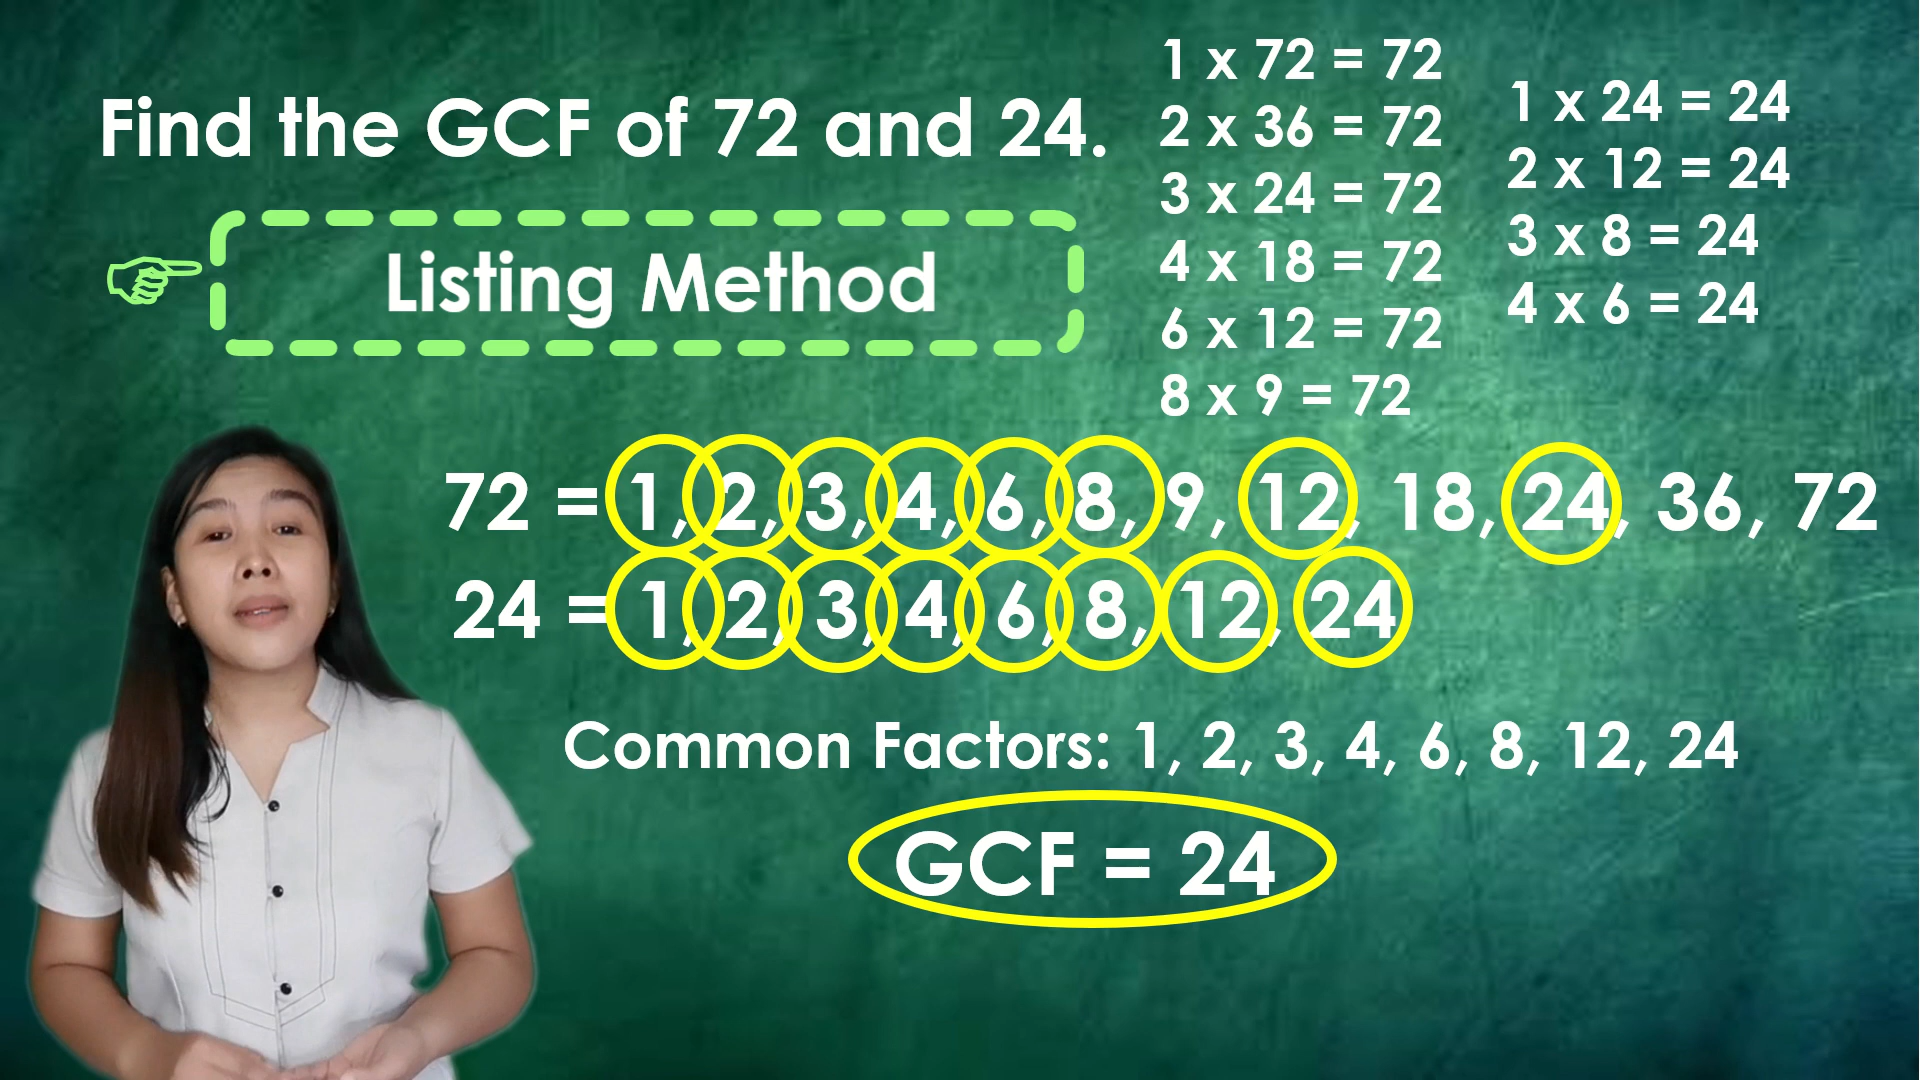 Find the GCF of 72 and 24.
Listing Method
1 x 72 = 72
2 x 36 = 72
3 x 24 = 72
4 x 18 = 72
6 x 12 = 72
8 x 9 = 72
1 x 24 = 24
2 x 12 = 24
3 x 8 = 24
4 x 6 = 24
72 = 1, 2, 3, 4, 6, 8, 9, 12, 18, 24, 36, 72
24 = 1, 2, 3, 4, 6, 8, 12, 24
Common Factors: 1, 2, 3, 4, 6, 8, 12, 24
GCF = 24